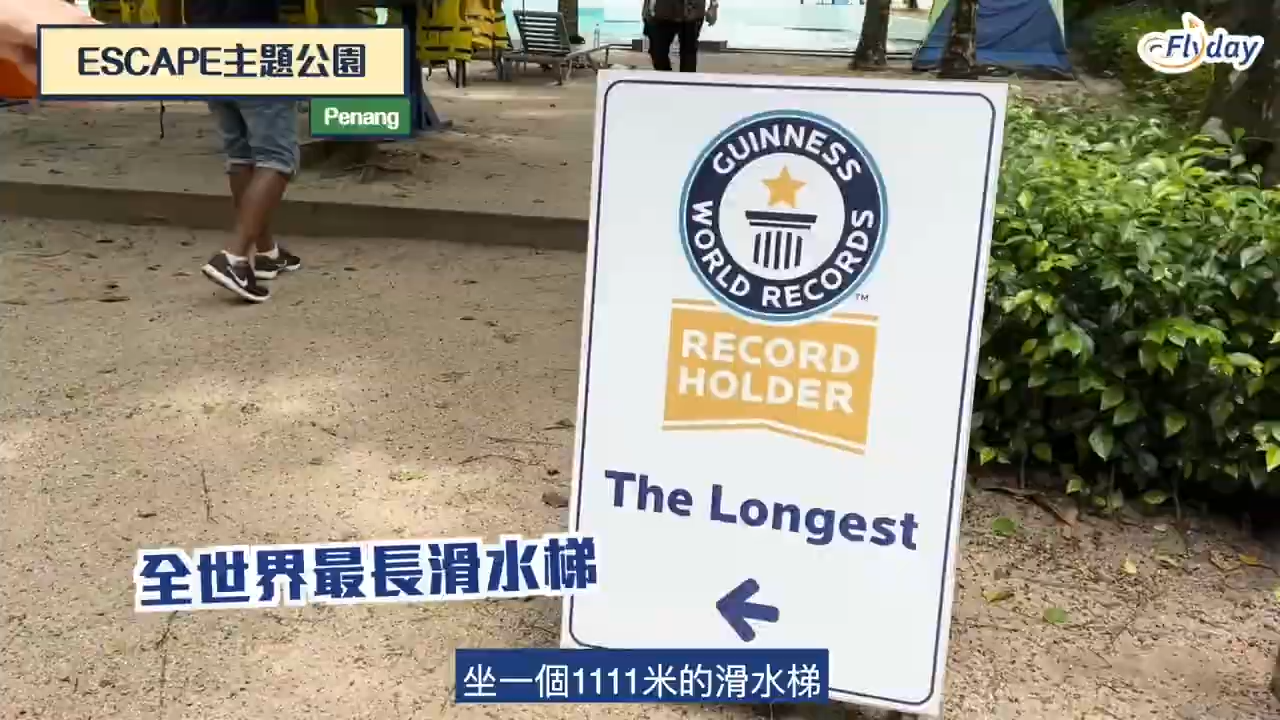 ESCAPE主題公園
Penang
Flyday
GUINNESS
WORLD RECORDS
TM
RECORD
HOLDER
The Longest
全世界最長滑水梯
坐一個1111米的滑水梯